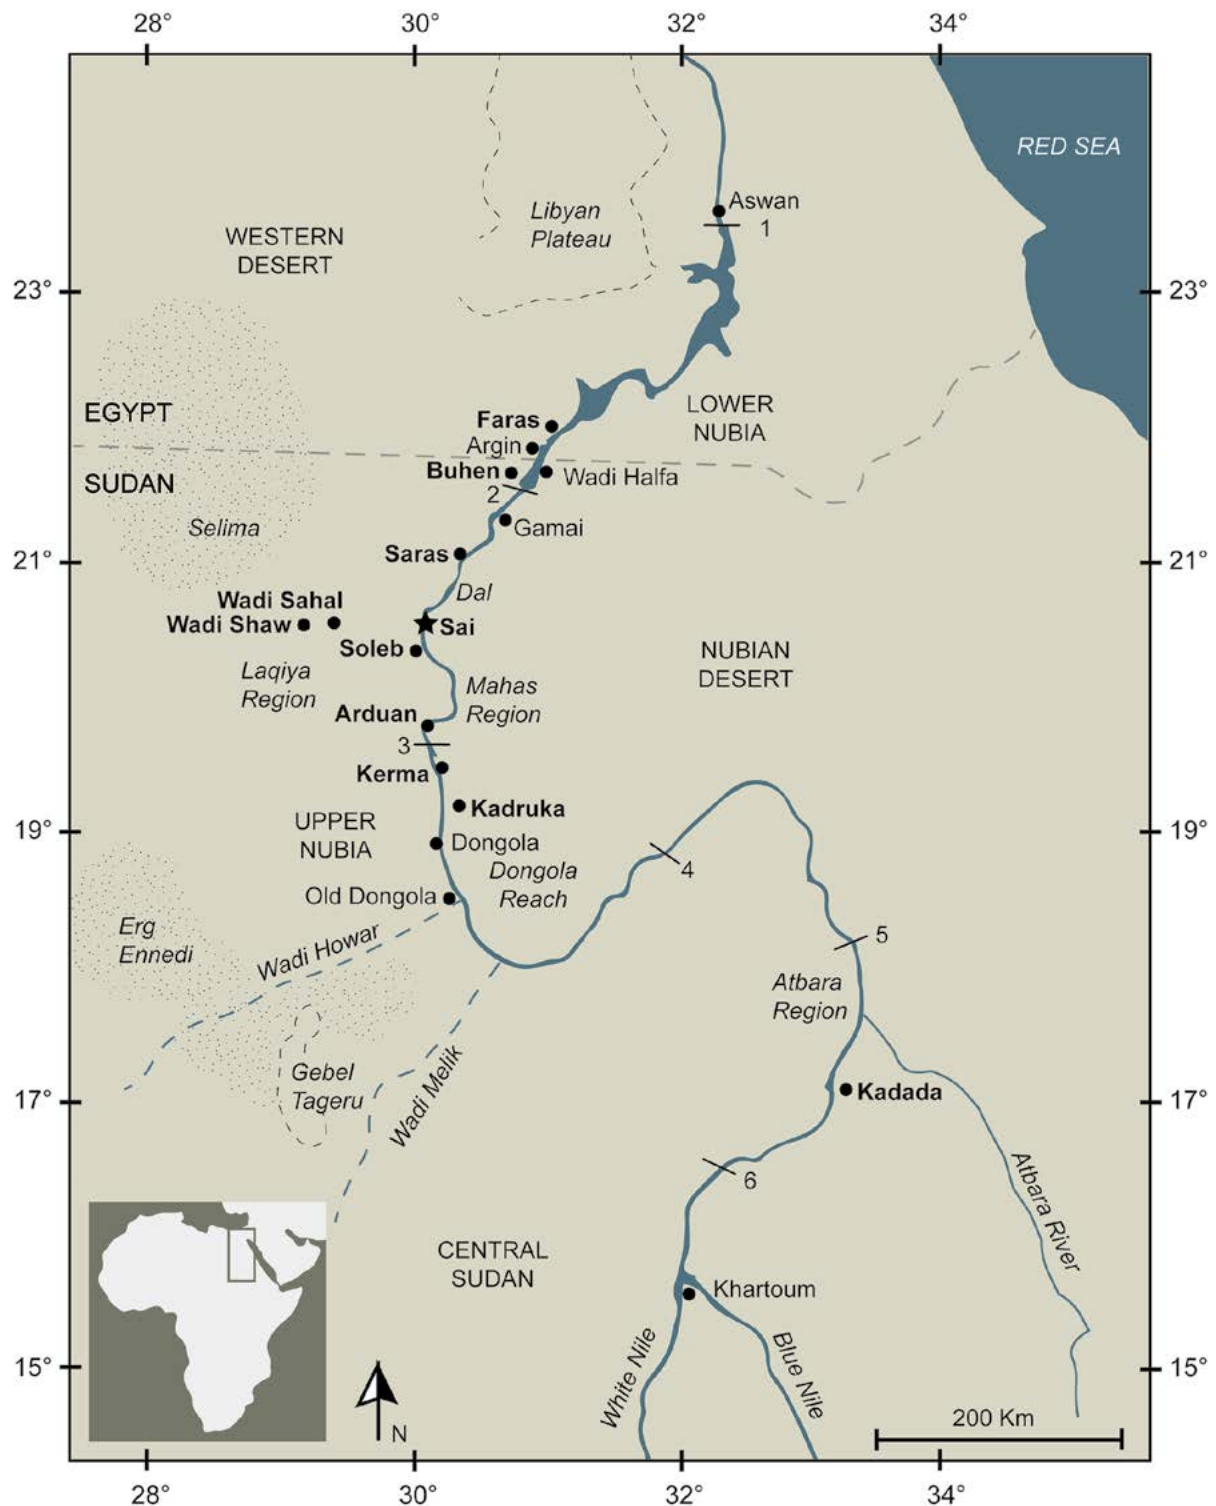 28°
30°
32°
34°
RED SEA
Aswan
1
Libyan
Plateau
WESTERN
DESERT
23°
23°
LOWER
NUBIA
EGYPT
Faras
Argin
Buhen
Wadi Halfa
SUDAN
2
Selima
Gamai
Saras
21°
21°
Dal
Wadi Sahal
Wadi Shaw
Sai
Soleb
NUBIAN
DESERT
Laqiya
Region
Mahas
Region
Arduan
3
Kerma
Kadruka
UPPER
NUBIA
19°
19°
Dongola
Dongola
Reach
4
Old Dongola
Erg
Ennedi
Wadi Howar
5
Atbara
Region
Gebel
Tageru
Wadi Melik
17°
17°
Kadada
6
Atbara River
CENTRAL
SUDAN
Khartoum
White Nile
Blue Nile
15°
15°
N
200 Km
28°
30°
32°
34°